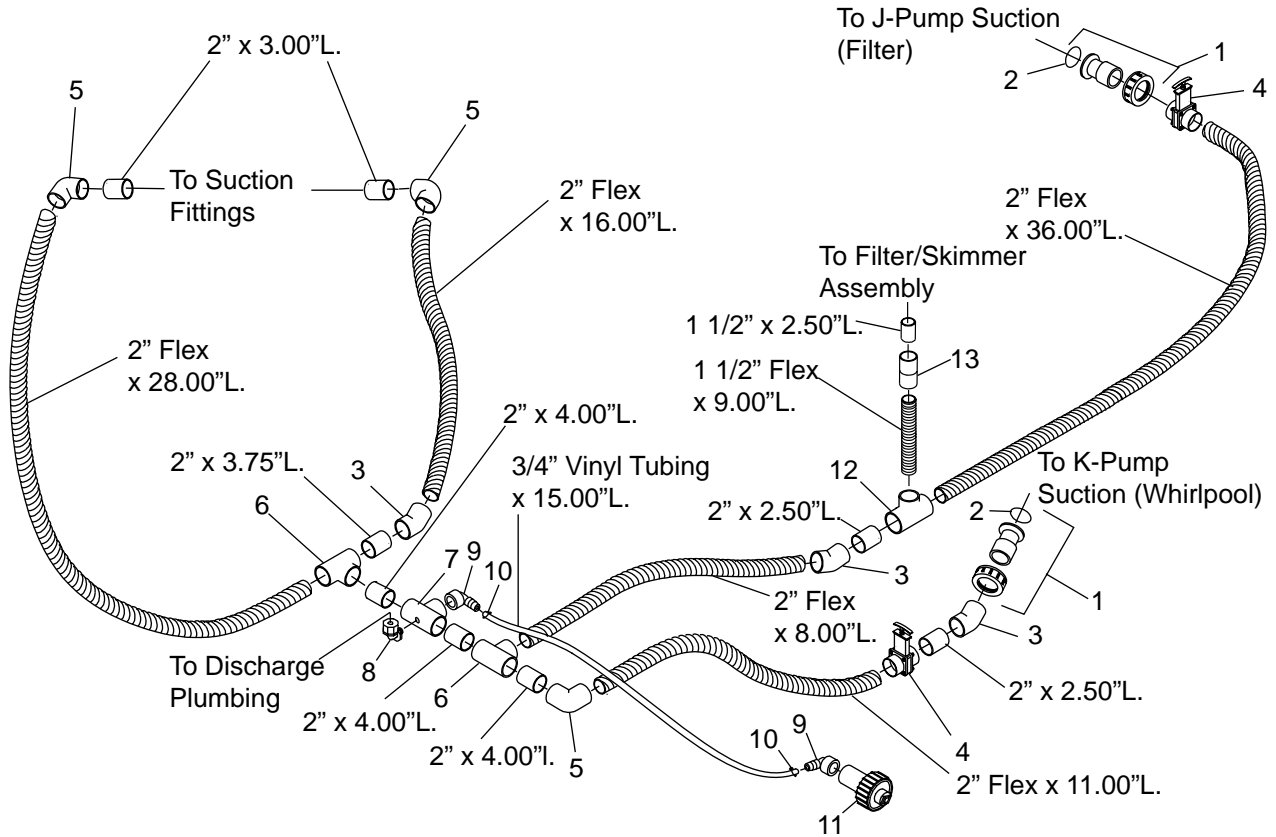 To J-Pump Suction
(Filter)
1
2
4
2” x 3.00”L.
5
5
To Suction
Fittings
2” Flex
x 16.00”L.
2” Flex
x 36.00”L.
To Filter/Skimmer
Assembly
1 1/2” x 2.50”L.
13
1 1/2” Flex
x 9.00”L.
2” Flex
x 28.00”L.
2” x 4.00”L.
2” x 3.75”L.
3
3/4” Vinyl Tubing
x 15.00”L.
12
To K-Pump
Suction (Whirlpool)
2
2” x 2.50”L.
6
7
9
10
3
1
3
2” Flex
x 8.00”L.
8
To Discharge
Plumbing
6
2” x 2.50”L.
2” x 4.00”L.
2” x 4.00”l.
5
10
9
4
2” Flex x 11.00”L.
11